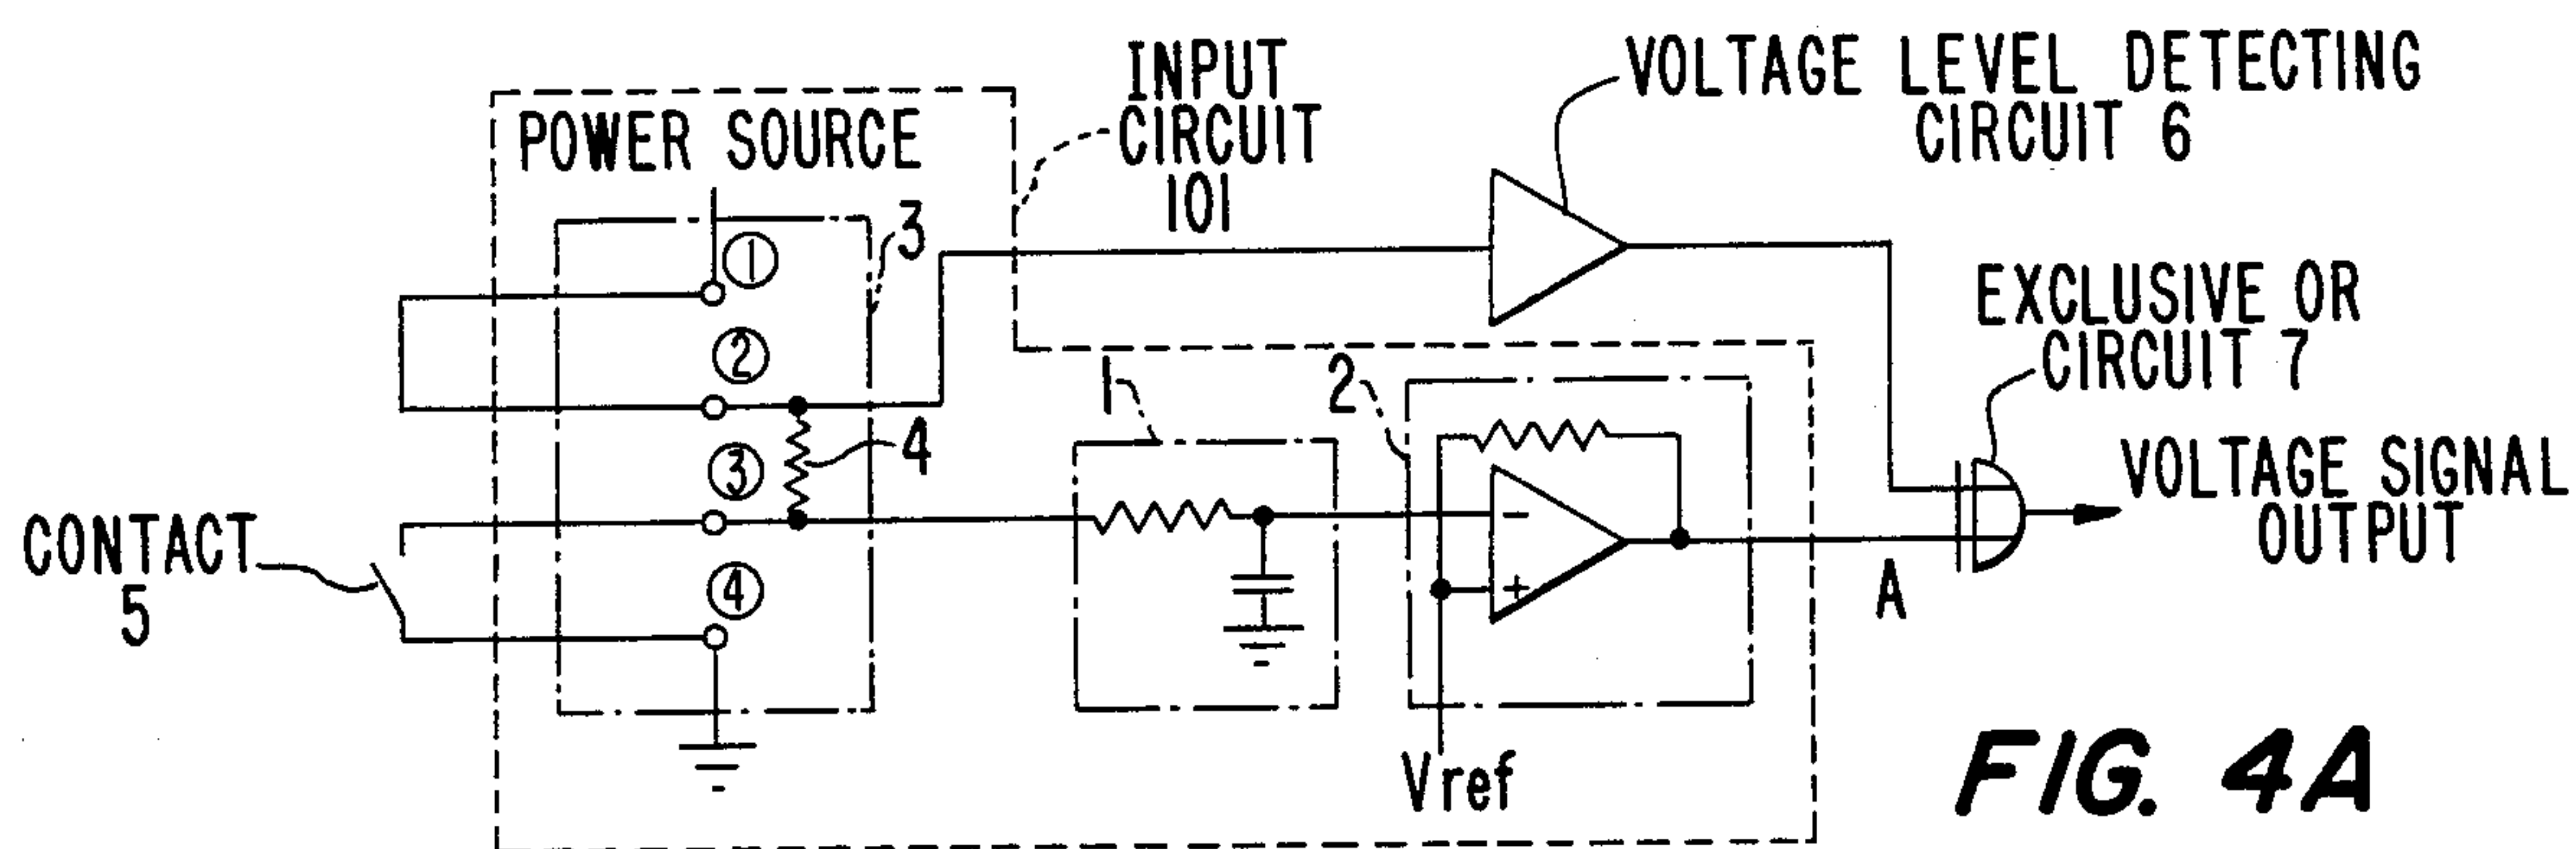 INPUT
CIRCUIT
101
VOLTAGE LEVEL DETECTING
CIRCUIT 6
POWER SOURCE
3
①
EXCLUSIVE OR
CIRCUIT 7
②
1
2
4
③
VOLTAGE SIGNAL
OUTPUT
CONTACT
5
−
+
④
A
Vref
FIG. 4A